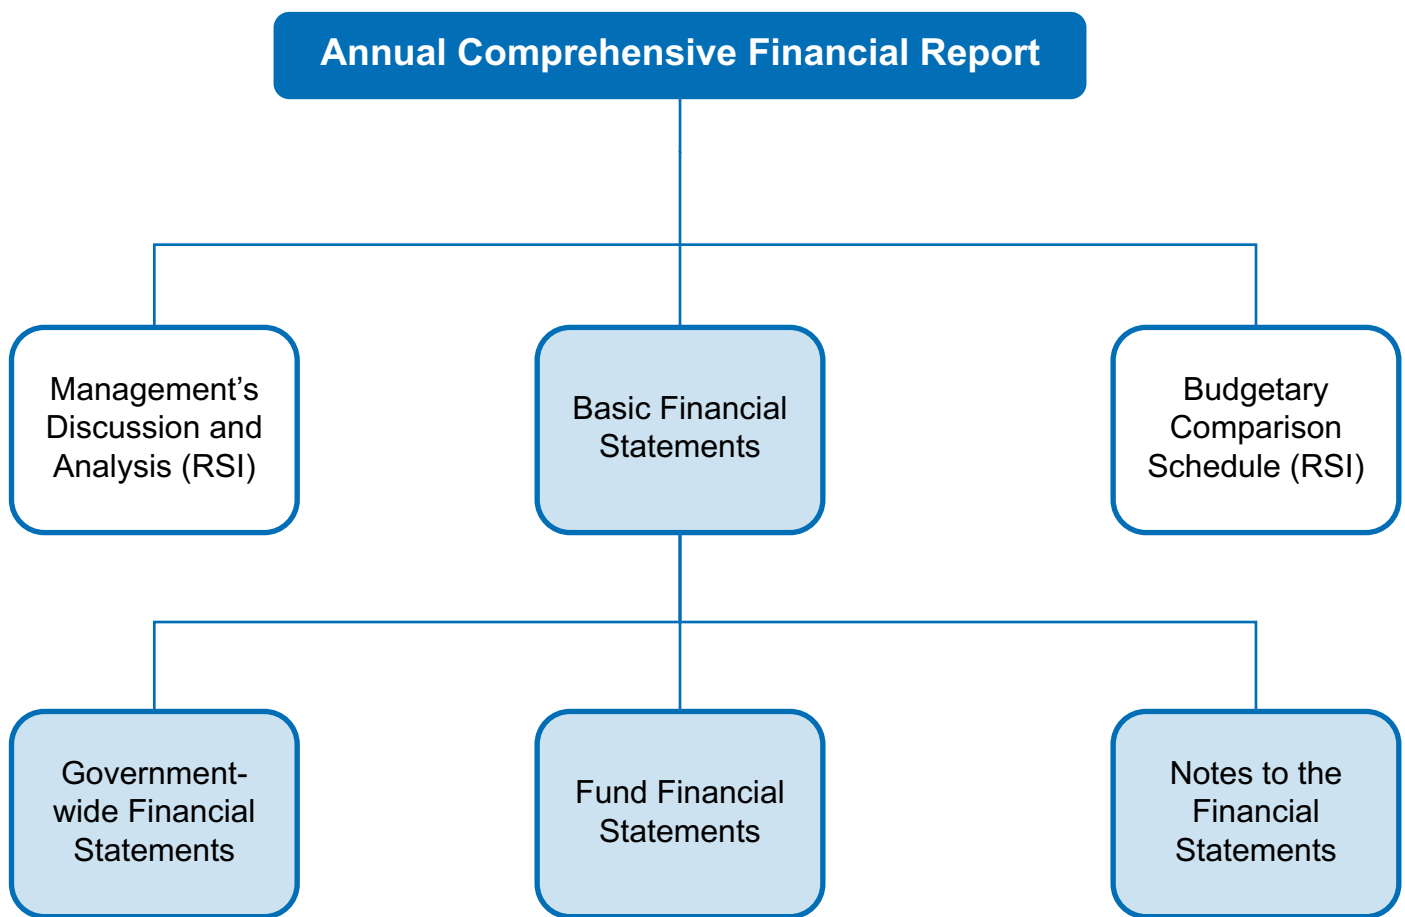 Annual Comprehensive Financial Report
Management’s
Discussion and
Analysis (RSI)
Basic Financial
Statements
Budgetary
Comparison
Schedule (RSI)
Government-
wide Financial
Statements
Fund Financial
Statements
Notes to the
Financial
Statements